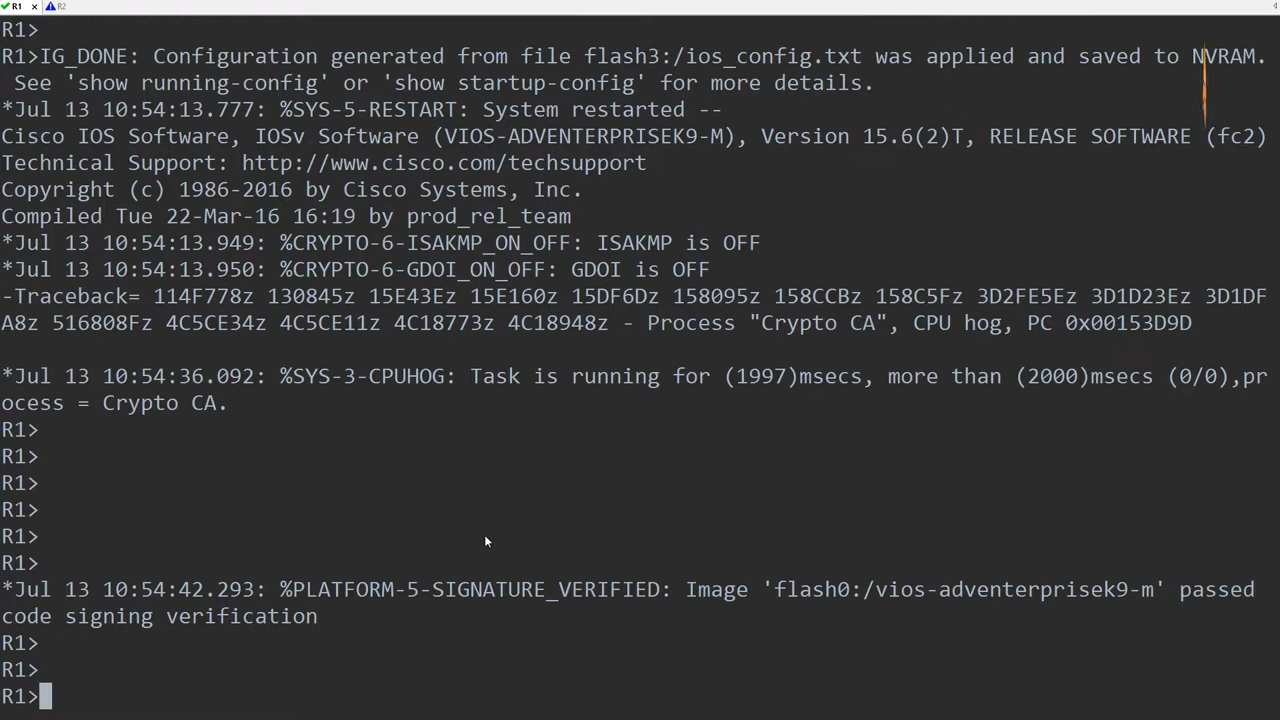 R1
R2
R1>
R1>IG_DONE: Configuration generated from file flash3:/ios_config.txt was applied and saved to NVRAM.
 See 'show running-config' or 'show startup-config' for more details.
*Jul 13 10:54:13.777: %SYS-5-RESTART: System restarted --
Cisco IOS Software, IOSv Software (VIOS-ADVENTERPRISEK9-M), Version 15.6(2)T, RELEASE SOFTWARE (fc2)
Technical Support: http://www.cisco.com/techsupport
Copyright (c) 1986-2016 by Cisco Systems, Inc.
Compiled Tue 22-Mar-16 16:19 by prod_rel_team
*Jul 13 10:54:13.949: %CRYPTO-6-ISAKMP_ON_OFF: ISAKMP is OFF
*Jul 13 10:54:13.950: %CRYPTO-6-GDOI_ON_OFF: GDOI is OFF
-Traceback= 114F778z 130845z 15E43Ez 15E160z 15DF6Dz 158095z 158CCBz 158C5Fz 3D2FE5Ez 3D1D23Ez 3D1DF
A8z 516808Fz 4C5CE34z 4C5CE11z 4C18773z 4C18948z - Process "Crypto CA", CPU hog, PC 0x00153D9D
*Jul 13 10:54:36.092: %SYS-3-CPUHOG: Task is running for (1997)msecs, more than (2000)msecs (0/0),pr
ocess = Crypto CA.
R1>
R1>
R1>
R1>
R1>
R1>
*Jul 13 10:54:42.293: %PLATFORM-5-SIGNATURE_VERIFIED: Image 'flash0:/vios-adventerprisek9-m' passed
code signing verification
R1>
R1>
R1>